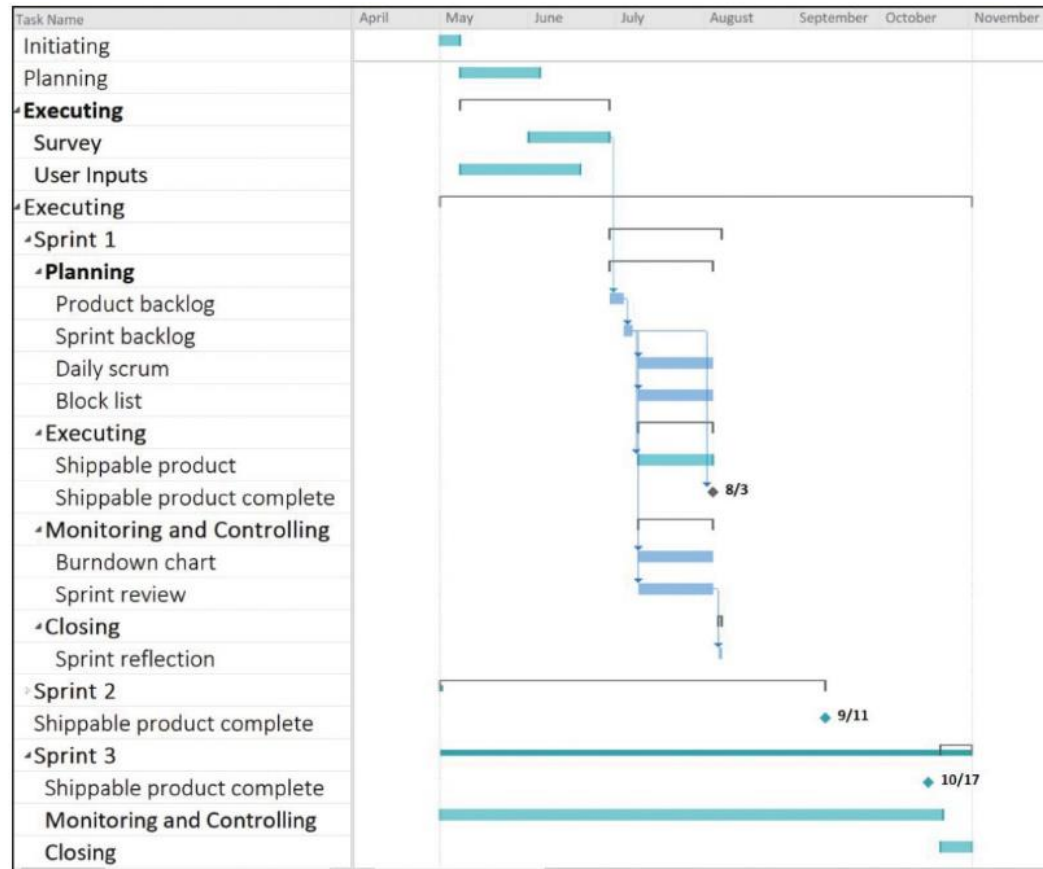 Task Name April May June July August September October November
Initiating
Planning
Executing
Survey
User Inputs
Executing
Sprint 1
Planning
Product backlog
Sprint backlog
Daily scrum
Block list
Executing
Shippable product
Shippable product complete 8/3
Monitoring and Controlling
Burndown chart
Sprint review
Closing
Sprint reflection
Sprint 2
Shippable product complete 9/11
Sprint 3
Shippable product complete 10/17
Monitoring and Controlling
Closing